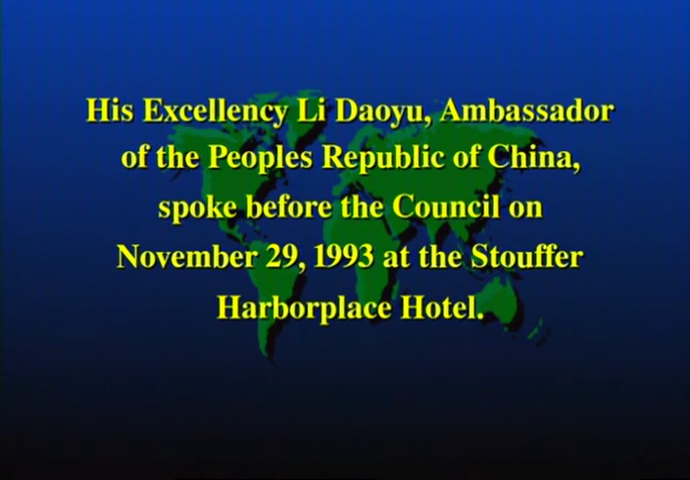 His Excellency Li Daoyu, Ambassador
of the Peoples Republic of China,
spoke before the Council on
November 29, 1993 at the Stouffer
Harborplace Hotel.